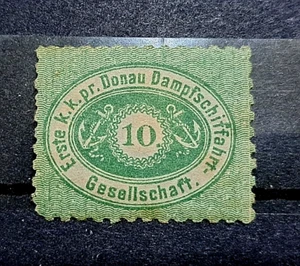 Erste k.k.pr. Donau Dampfschiffahrt-
Gesellschaft.
10